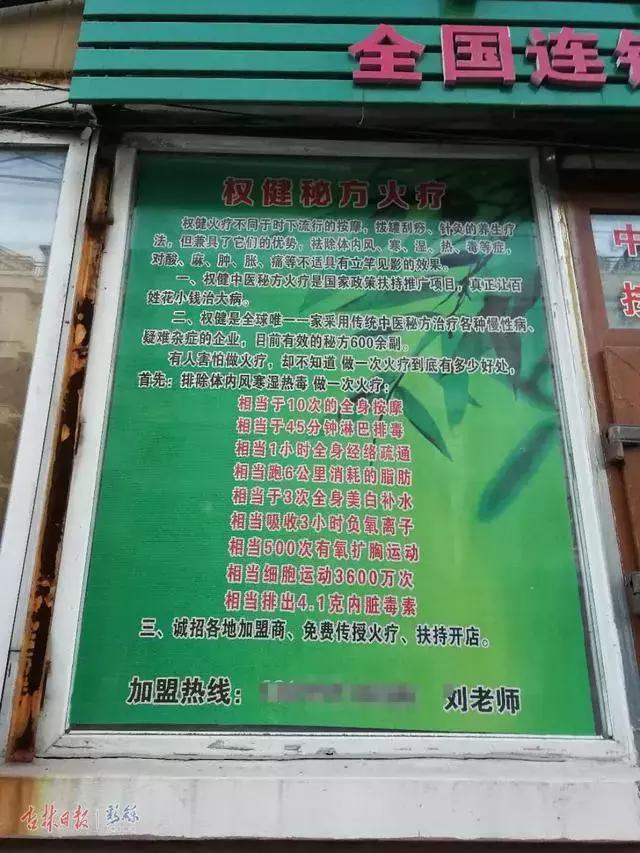 全国连
权健秘方火疗
权健火疗不同于时下流行的按摩,拔罐刮痧、针灸的养生疗
法,但兼具了它们的优势,祛除体内风、寒、湿、热、毒等症,
对酸、麻、肿、胀、痛等不适具有立竿见影的效果。
一、权健中医秘方火疗是国家政策扶持推广项目,真正让百
姓花小钱治大病。
二、权健是全球唯一一家采用传统中医秘方治疗各种慢性病、
疑难杂症的企业,目前有效的秘方600余副。
有人害怕做火疗,却不知道 做一次火疗到底有多少好处,
首先:排除体内风寒湿热毒 做一次火疗:
相当于10次的全身按摩
相当于45分钟淋巴排毒
相当1小时全身经络疏通
相当跑6公里消耗的脂肪
相当于3次全身美白补水
相当吸收3小时负氧离子
相当500次有氧扩胸运动
相当细胞运动3600万次
相当排出4.1克内脏毒素
三、诚招各地加盟商、免费传授火疗、扶持开店。
加盟热线: 刘老师
中
吉林日报